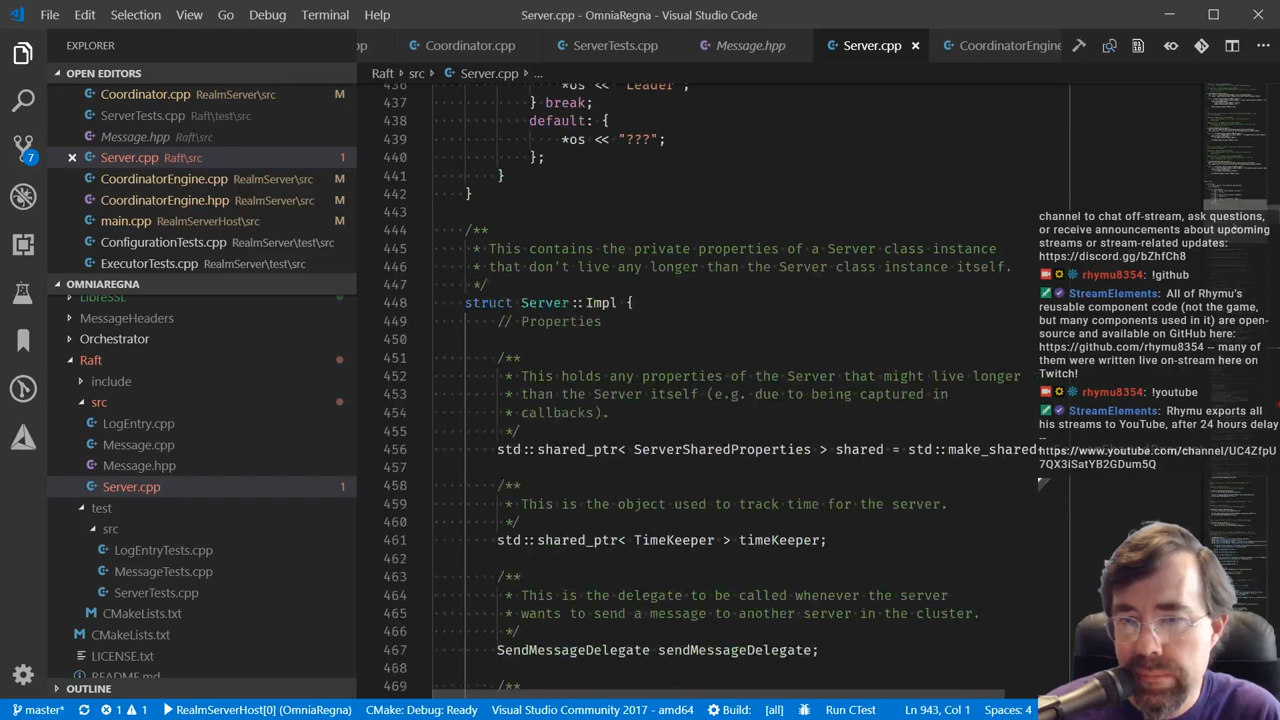 File Edit Selection View Go Debug Terminal Help
Server.cpp - OmniaRegna - Visual Studio Code
EXPLORER
OPEN EDITORS
Coordinator.cpp RealmServer\src M
ServerTests.cpp Raft\test\src
Message.hpp Raft\src
Server.cpp Raft\src 1
CoordinatorEngine.cpp RealmServer\src M
CoordinatorEngine.hpp RealmServer\src M
main.cpp RealmServerHost\src M
ConfigurationTests.cpp RealmServer\test\src
ExecutorTests.cpp RealmServer\test\src
7
OMNIAREGNA
LibreSSL
MessageHeaders
Orchestrator
Raft
include
src
LogEntry.cpp
Message.cpp
Message.hpp
Server.cpp 1
test
src
LogEntryTests.cpp
MessageTests.cpp
ServerTests.cpp
CMakeLists.txt
CMakeLists.txt
LICENSE.txt
README.md
OUTLINE
pp Coordinator.cpp ServerTests.cpp Message.hpp Server.cpp CoordinatorEngine
Raft src Server.cpp ...
436 *os << "Leader";
437 } break;
438 default: {
439 *os << "???";
440 };
441 }
442 }
443
444 /**
445 * This contains the private properties of a Server class instance
446 * that don't live any longer than the Server class instance itself.
447 */
448 struct Server::Impl {
449 // Properties
450
451 /**
452 * This holds any properties of the Server that might live longer
453 * than the Server itself (e.g. due to being captured in
454 * callbacks).
455 */
456 std::shared_ptr< ServerSharedProperties > shared = std::make_shared
457
458 /**
459 * This is the object used to track time for the server.
460 */
461 std::shared_ptr< TimeKeeper > timeKeeper;
462
463 /**
464 * This is the delegate to be called whenever the server
465 * wants to send a message to another server in the cluster.
466 */
467 SendMessageDelegate sendMessageDelegate;
468
469 /**
channel to chat off-stream, ask questions,
or receive announcements about upcoming
streams or stream-related updates:
https://discord.gg/bZhfCh8
rhymu8354: !github
StreamElements: All of Rhymu's
reusable component code (not the game,
but many components used in it) are open-
source and available on GitHub here:
https://github.com/rhymu8354 -- many of
them were written live on-stream here on
Twitch!
rhymu8354: !youtube
StreamElements: Rhymu exports all
his streams to YouTube, after 24 hours delay
--
https://www.youtube.com/channel/UC4ZfpU
7QX3iSatYB2GDum5Q
master* 1 1 RealmServerHost[0] (OmniaRegna) CMake: Debug: Ready Visual Studio Community 2017 - amd64 Build: [all] Run CTest Ln 943, Col 1 Spaces: 4